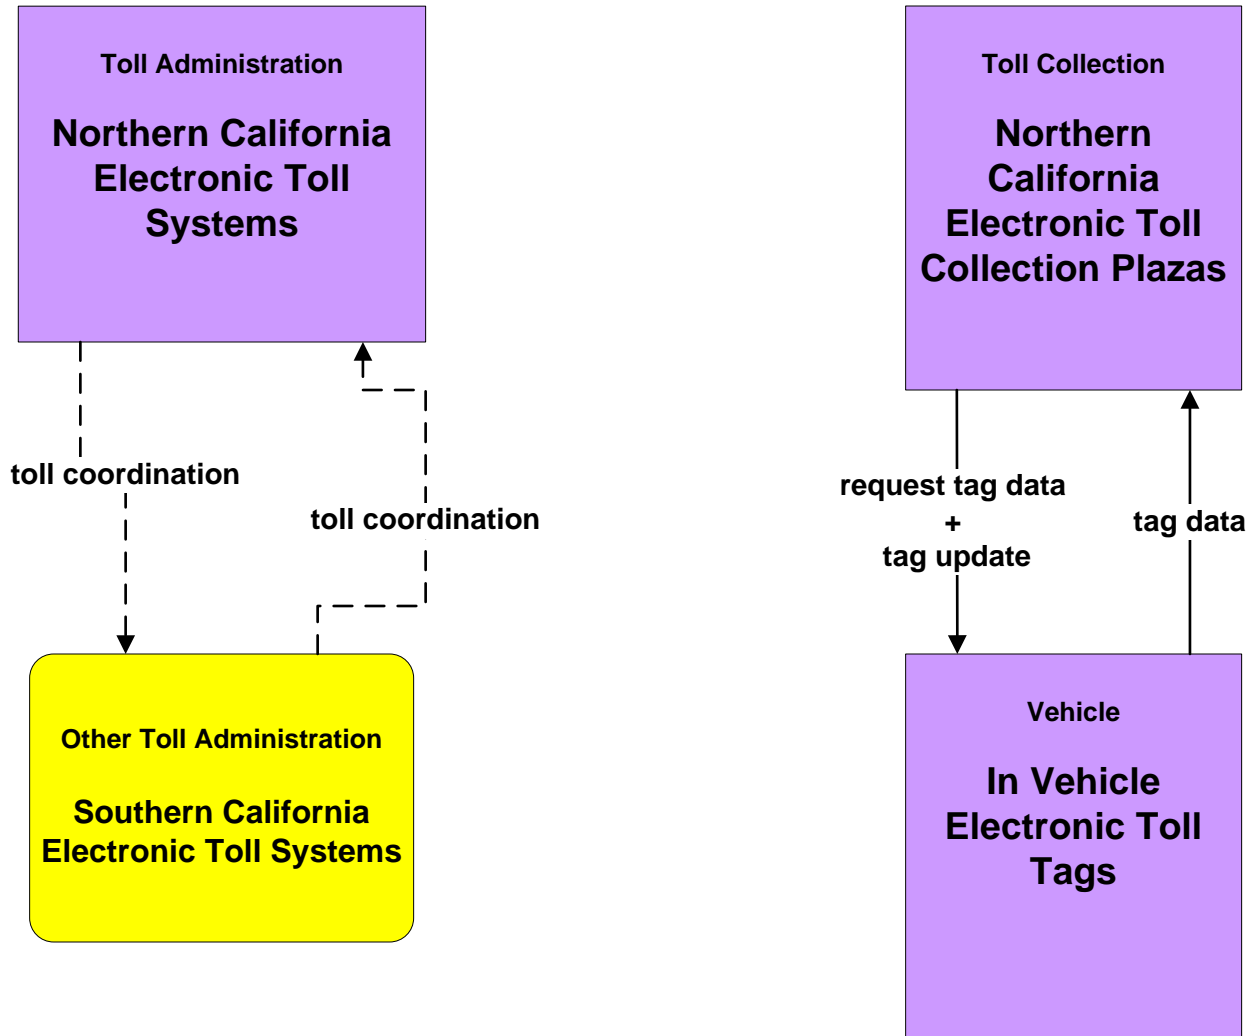 Toll Administration
Northern California
Electronic Toll
Systems
Toll Collection
Northern
California
Electronic Toll
Collection Plazas
toll coordination
toll coordination
request tag data
+
tag update
tag data
Other Toll Administration
Southern California
Electronic Toll Systems
Vehicle
In Vehicle
Electronic Toll
Tags